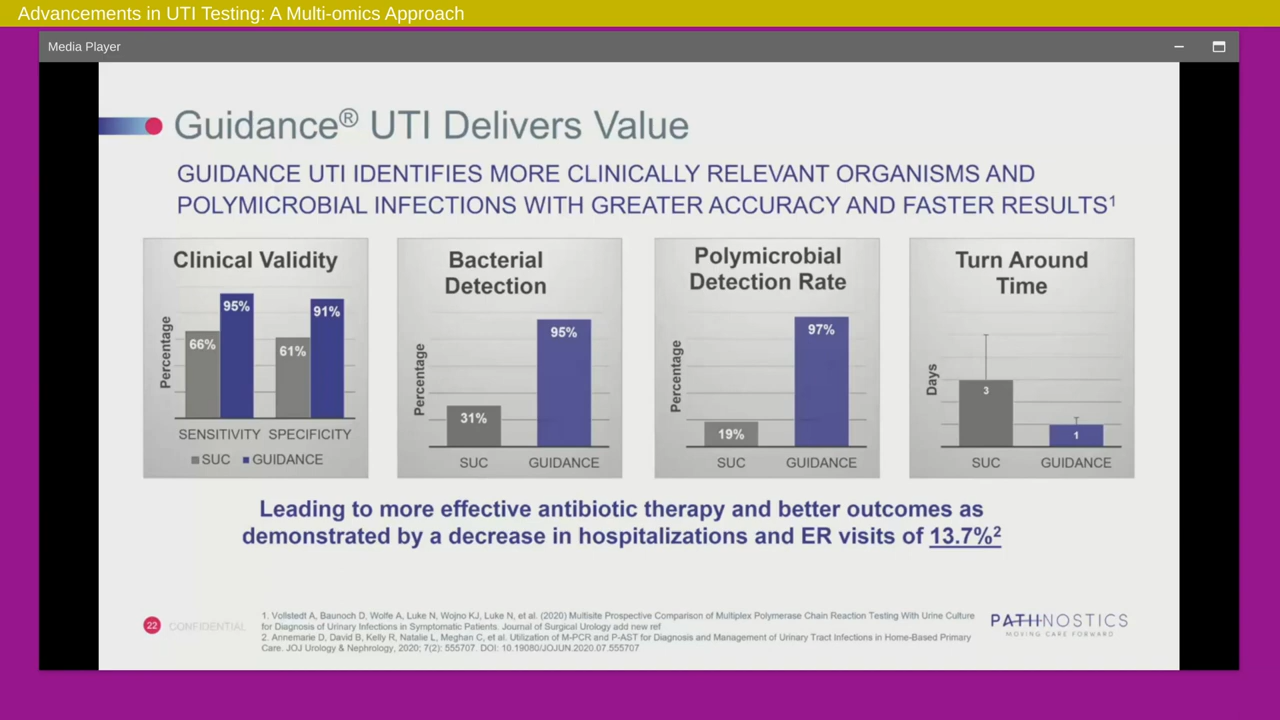 Advancements in UTI Testing: A Multi-omics Approach
Media Player
Guidance® UTI Delivers Value
GUIDANCE UTI IDENTIFIES MORE CLINICALLY RELEVANT ORGANISMS AND
POLYMICROBIAL INFECTIONS WITH GREATER ACCURACY AND FASTER RESULTS¹
Clinical Validity
Percentage
66%
95%
61%
91%
SENSITIVITY SPECIFICITY
SUC GUIDANCE
Bacterial
Detection
Percentage
31%
95%
SUC GUIDANCE
Polymicrobial
Detection Rate
Percentage
19%
97%
SUC GUIDANCE
Turn Around
Time
Days
3
1
SUC GUIDANCE
Leading to more effective antibiotic therapy and better outcomes as
demonstrated by a decrease in hospitalizations and ER visits of 13.7%²
22 CONFIDENTIAL
1. Vollstedt A, Baunoch D, Wolfe A, Luke N, Wojno KJ, Luke N, et al. (2020) Multisite Prospective Comparison of Multiplex Polymerase Chain Reaction Testing With Urine Culture
for Diagnosis of Urinary Infections in Symptomatic Patients. Journal of Surgical Urology add new ref
2. Annemarie D, David B, Kelly R, Natalie L, Meghan C, et al. Utilization of M-PCR and P-AST for Diagnosis and Management of Urinary Tract Infections in Home-Based Primary
Care. JOJ Urology & Nephrology, 2020; 7(2): 555707. DOI: 10.19080/JOJUN.2020.07.555707
PATHNOSTICS
MOVING CARE FORWARD